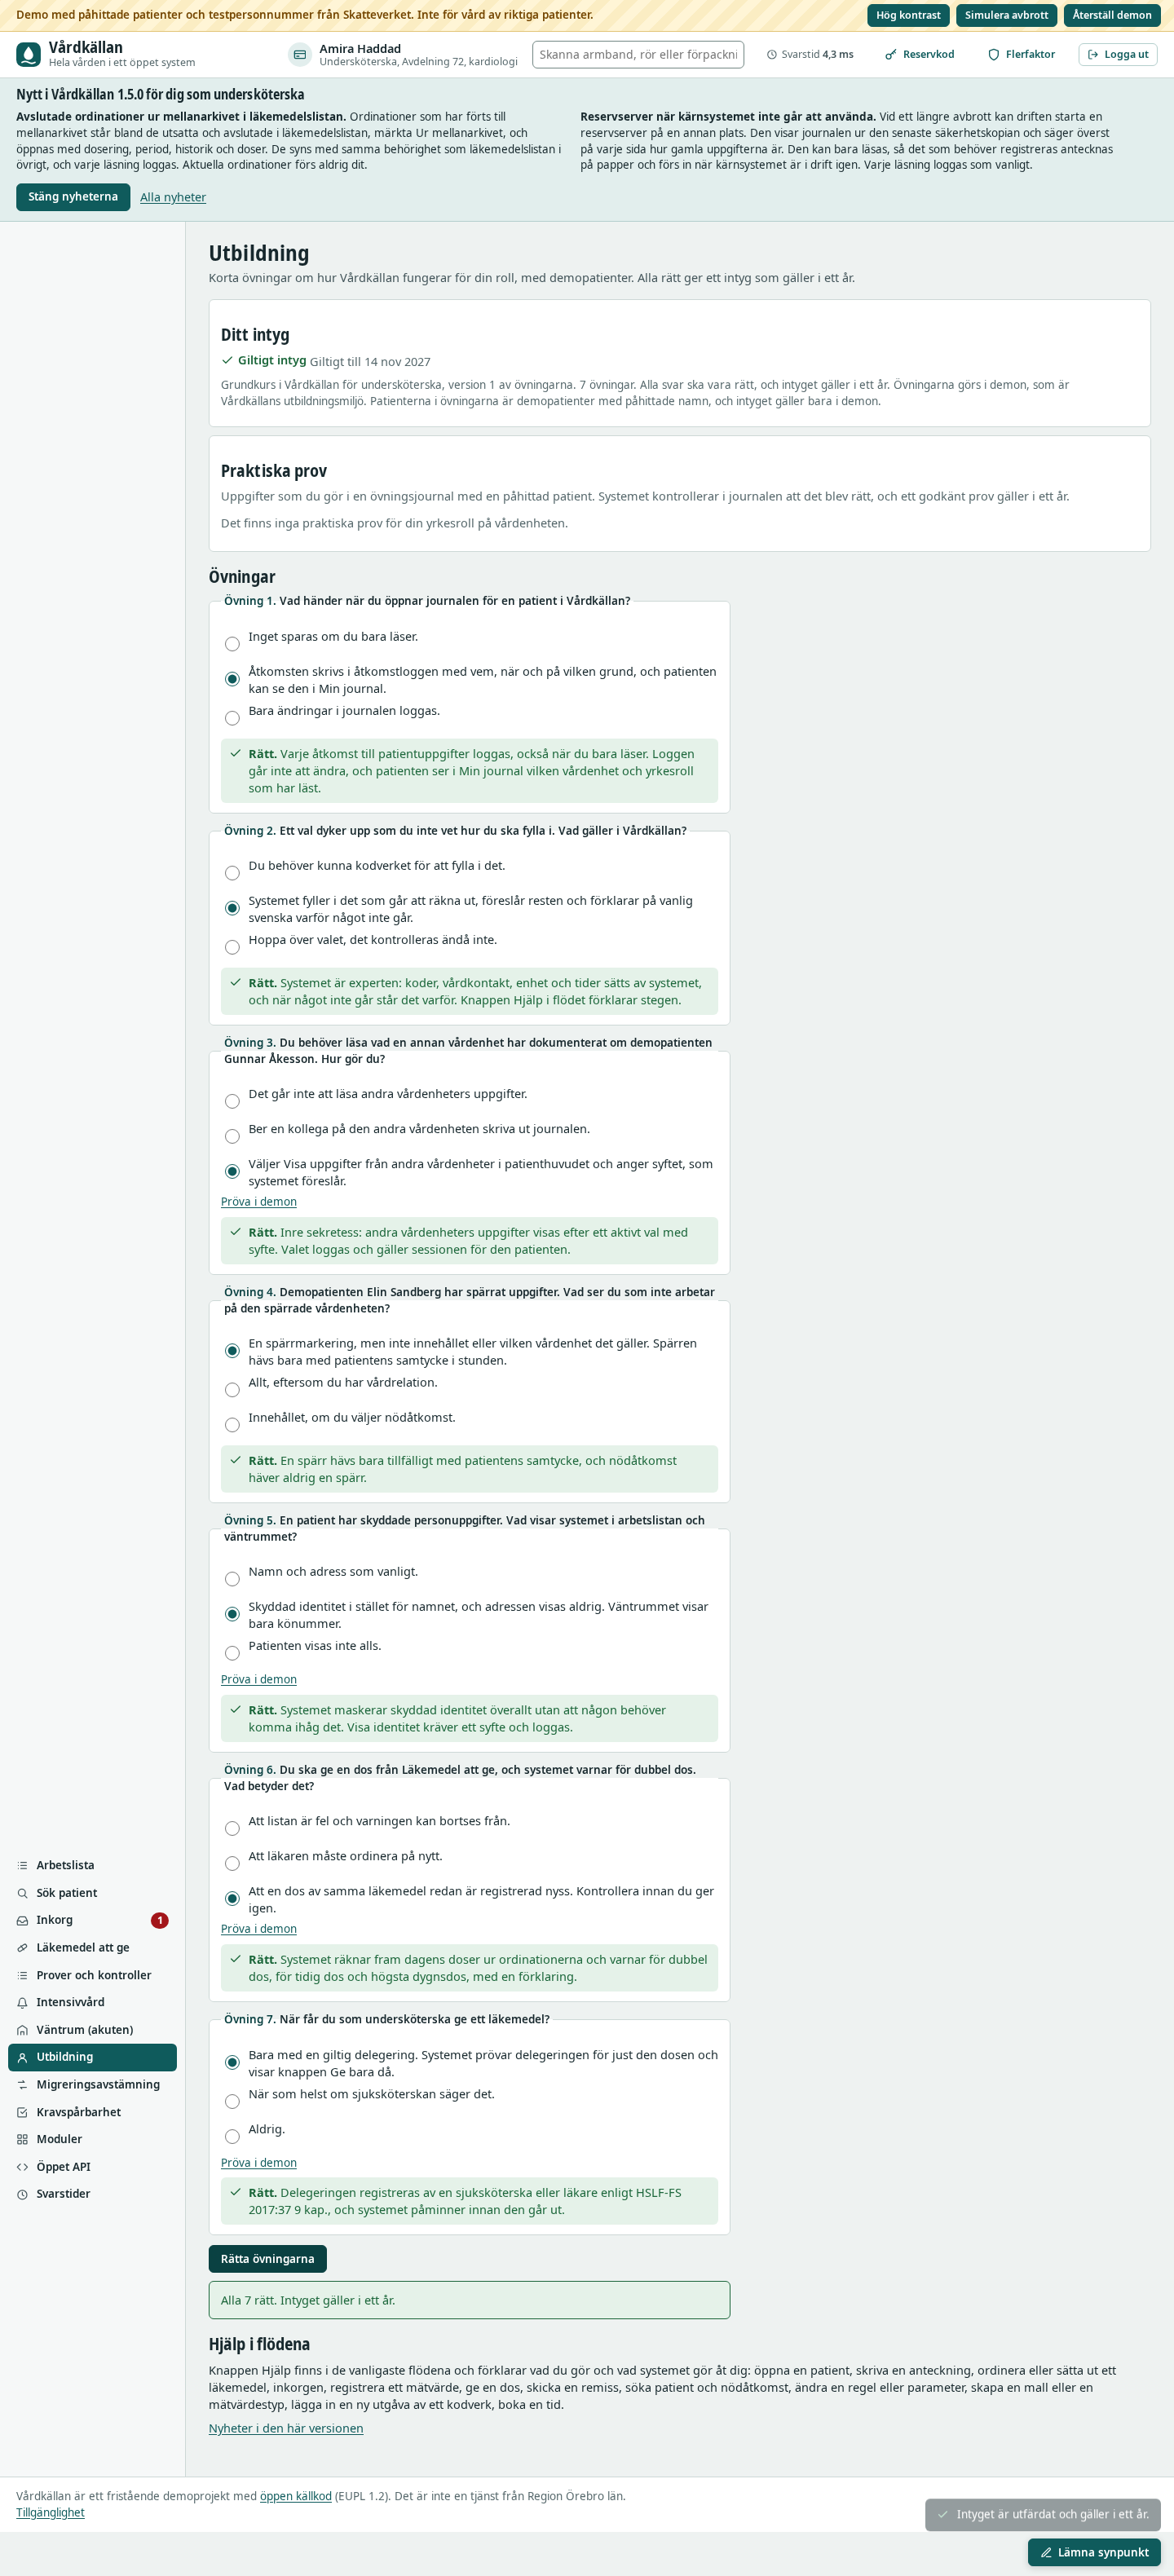 Demo med påhittade patienter och testpersonnummer från Skatteverket. Inte för vård av riktiga patienter.
Hög kontrast
Simulera avbrott
Återställ demon
Vårdkällan
Hela vården i ett öppet system
Amira Haddad
Undersköterska, Avdelning 72, kardiologi
Skanna armband, rör eller förpackni
Svarstid 4,3 ms
Reservkod
Flerfaktor
Logga ut
Nytt i Vårdkällan 1.5.0 för dig som undersköterska
Avslutade ordinationer ur mellanarkivet i läkemedelslistan. Ordinationer som har förts till
mellanarkivet står bland de utsatta och avslutade i läkemedelslistan, märkta Ur mellanarkivet, och
öppnas med dosering, period, historik och doser. De syns med samma behörighet som läkemedelslistan i
övrigt, och varje läsning loggas. Aktuella ordinationer förs aldrig dit.
Reservserver när kärnsystemet inte går att använda. Vid ett längre avbrott kan driften starta en
reservserver på en annan plats. Den visar journalen ur den senaste säkerhetskopian och säger överst
på varje sida hur gamla uppgifterna är. Den kan bara läsas, så det som behöver registreras antecknas
på papper och förs in när kärnsystemet är i drift igen. Varje läsning loggas som vanligt.
Stäng nyheterna
Alla nyheter
Utbildning
Korta övningar om hur Vårdkällan fungerar för din roll, med demopatienter. Alla rätt ger ett intyg som gäller i ett år.
Ditt intyg
Giltigt intyg Giltigt till 14 nov 2027
Grundkurs i Vårdkällan för undersköterska, version 1 av övningarna. 7 övningar. Alla svar ska vara rätt, och intyget gäller i ett år. Övningarna görs i demon, som är
Vårdkällans utbildningsmiljö. Patienterna i övningarna är demopatienter med påhittade namn, och intyget gäller bara i demon.
Praktiska prov
Uppgifter som du gör i en övningsjournal med en påhittad patient. Systemet kontrollerar i journalen att det blev rätt, och ett godkänt prov gäller i ett år.
Det finns inga praktiska prov för din yrkesroll på vårdenheten.
Övningar
Övning 1. Vad händer när du öppnar journalen för en patient i Vårdkällan?
Inget sparas om du bara läser.
Åtkomsten skrivs i åtkomstloggen med vem, när och på vilken grund, och patienten
kan se den i Min journal.
Bara ändringar i journalen loggas.
Rätt. Varje åtkomst till patientuppgifter loggas, också när du bara läser. Loggen
går inte att ändra, och patienten ser i Min journal vilken vårdenhet och yrkesroll
som har läst.
Övning 2. Ett val dyker upp som du inte vet hur du ska fylla i. Vad gäller i Vårdkällan?
Du behöver kunna kodverket för att fylla i det.
Systemet fyller i det som går att räkna ut, föreslår resten och förklarar på vanlig
svenska varför något inte går.
Hoppa över valet, det kontrolleras ändå inte.
Rätt. Systemet är experten: koder, vårdkontakt, enhet och tider sätts av systemet,
och när något inte går står det varför. Knappen Hjälp i flödet förklarar stegen.
Övning 3. Du behöver läsa vad en annan vårdenhet har dokumenterat om demopatienten
Gunnar Åkesson. Hur gör du?
Det går inte att läsa andra vårdenheters uppgifter.
Ber en kollega på den andra vårdenheten skriva ut journalen.
Väljer Visa uppgifter från andra vårdenheter i patienthuvudet och anger syftet, som
systemet föreslår.
Pröva i demon
Rätt. Inre sekretess: andra vårdenheters uppgifter visas efter ett aktivt val med
syfte. Valet loggas och gäller sessionen för den patienten.
Övning 4. Demopatienten Elin Sandberg har spärrat uppgifter. Vad ser du som inte arbetar
på den spärrade vårdenheten?
En spärrmarkering, men inte innehållet eller vilken vårdenhet det gäller. Spärren
hävs bara med patientens samtycke i stunden.
Allt, eftersom du har vårdrelation.
Innehållet, om du väljer nödåtkomst.
Rätt. En spärr hävs bara tillfälligt med patientens samtycke, och nödåtkomst
häver aldrig en spärr.
Övning 5. En patient har skyddade personuppgifter. Vad visar systemet i arbetslistan och
väntrummet?
Namn och adress som vanligt.
Skyddad identitet i stället för namnet, och adressen visas aldrig. Väntrummet visar
bara könummer.
Patienten visas inte alls.
Pröva i demon
Rätt. Systemet maskerar skyddad identitet överallt utan att någon behöver
komma ihåg det. Visa identitet kräver ett syfte och loggas.
Övning 6. Du ska ge en dos från Läkemedel att ge, och systemet varnar för dubbel dos.
Vad betyder det?
Att listan är fel och varningen kan bortses från.
Att läkaren måste ordinera på nytt.
Att en dos av samma läkemedel redan är registrerad nyss. Kontrollera innan du ger
igen.
Pröva i demon
Rätt. Systemet räknar fram dagens doser ur ordinationerna och varnar för dubbel
dos, för tidig dos och högsta dygnsdos, med en förklaring.
Övning 7. När får du som undersköterska ge ett läkemedel?
Bara med en giltig delegering. Systemet prövar delegeringen för just den dosen och
visar knappen Ge bara då.
När som helst om sjuksköterskan säger det.
Aldrig.
Pröva i demon
Rätt. Delegeringen registreras av en sjuksköterska eller läkare enligt HSLF-FS
2017:37 9 kap., och systemet påminner innan den går ut.
Rätta övningarna
Alla 7 rätt. Intyget gäller i ett år.
Hjälp i flödena
Knappen Hjälp finns i de vanligaste flödena och förklarar vad du gör och vad systemet gör åt dig: öppna en patient, skriva en anteckning, ordinera eller sätta ut ett
läkemedel, inkorgen, registrera ett mätvärde, ge en dos, skicka en remiss, söka patient och nödåtkomst, ändra en regel eller parameter, skapa en mall eller en
mätvärdestyp, lägga in en ny utgåva av ett kodverk, boka en tid.
Nyheter i den här versionen
Arbetslista
Sök patient
Inkorg 1
Läkemedel att ge
Prover och kontroller
Intensivvård
Väntrum (akuten)
Utbildning
Migreringsavstämning
Kravspårbarhet
Moduler
Öppet API
Svarstider
Vårdkällan är ett fristående demoprojekt med öppen källkod (EUPL 1.2). Det är inte en tjänst från Region Örebro län.
Tillgänglighet
Intyget är utfärdat och gäller i ett år.
Lämna synpunkt